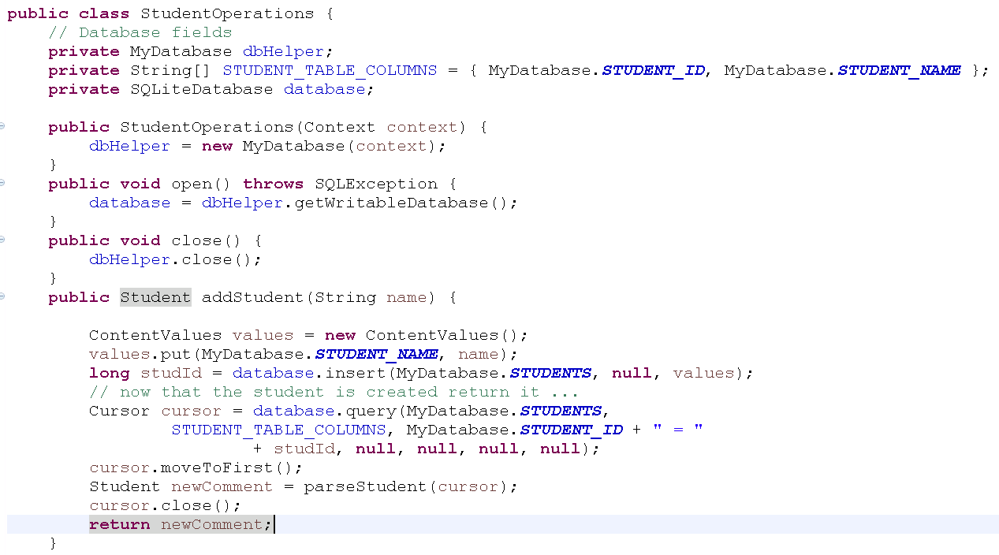 public class StudentOperations {
// Database fields
private MyDatabase dbHelper;
private String[] STUDENT_TABLE_COLUMNS = { MyDatabase.STUDENT_ID, MyDatabase.STUDENT_NAME };
private SQLiteDatabase database;
public StudentOperations(Context context) {
dbHelper = new MyDatabase(context);
}
public void open() throws SQLException {
database = dbHelper.getWritableDatabase();
}
public void close() {
dbHelper.close();
}
public Student addStudent(String name) {
ContentValues values = new ContentValues();
values.put(MyDatabase.STUDENT_NAME, name);
long studId = database.insert(MyDatabase.STUDENTS, null, values);
// now that the student is created return it ...
Cursor cursor = database.query(MyDatabase.STUDENTS,
STUDENT_TABLE_COLUMNS, MyDatabase.STUDENT_ID + " = "
+ studId, null, null, null, null);
cursor.moveToFirst();
Student newComment = parseStudent(cursor);
cursor.close();
return newComment;
}